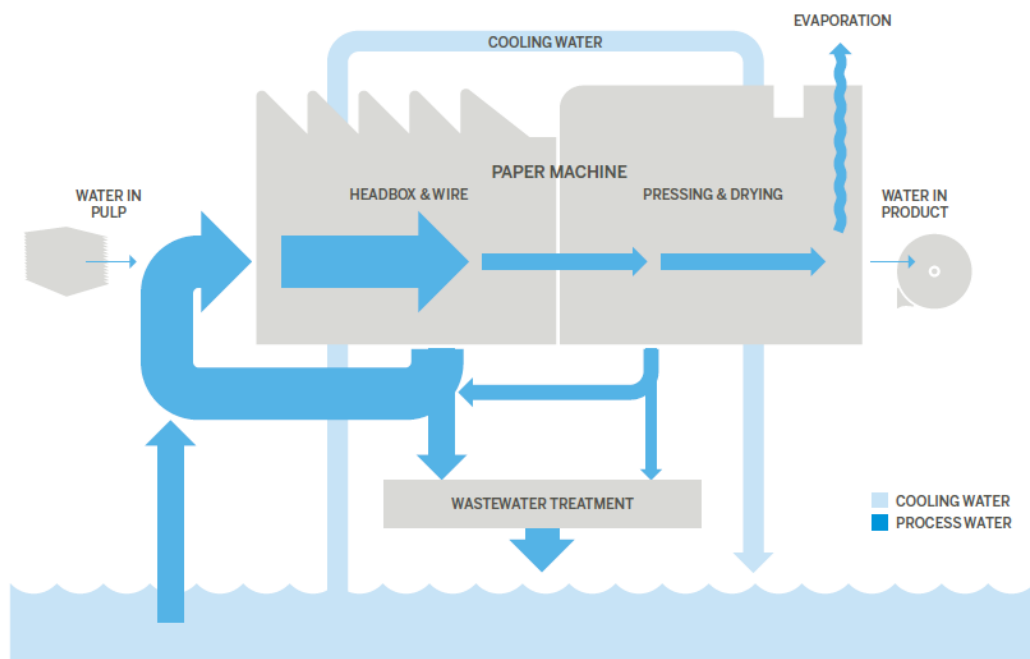 EVAPORATION
COOLING WATER
PAPER MACHINE
HEADBOX & WIRE
PRESSING & DRYING
WATER IN
PULP
WATER IN
PRODUCT
WASTEWATER TREATMENT
COOLING WATER
PROCESS WATER